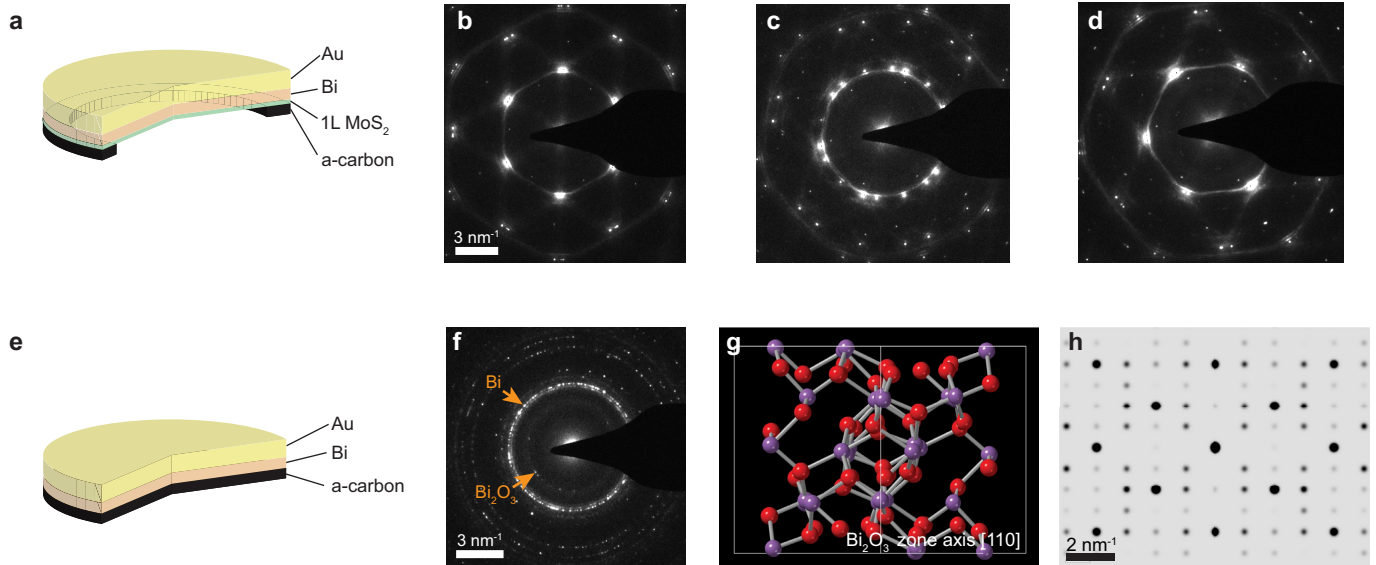 a
Au
Bi
1L MoS₂
a-carbon
b
3 nm⁻¹
c
d
e
Au
Bi
a-carbon
f
Bi
Bi₂O₃
3 nm⁻¹
g
Bi₂O₃ zone axis [110]
h
2 nm⁻¹